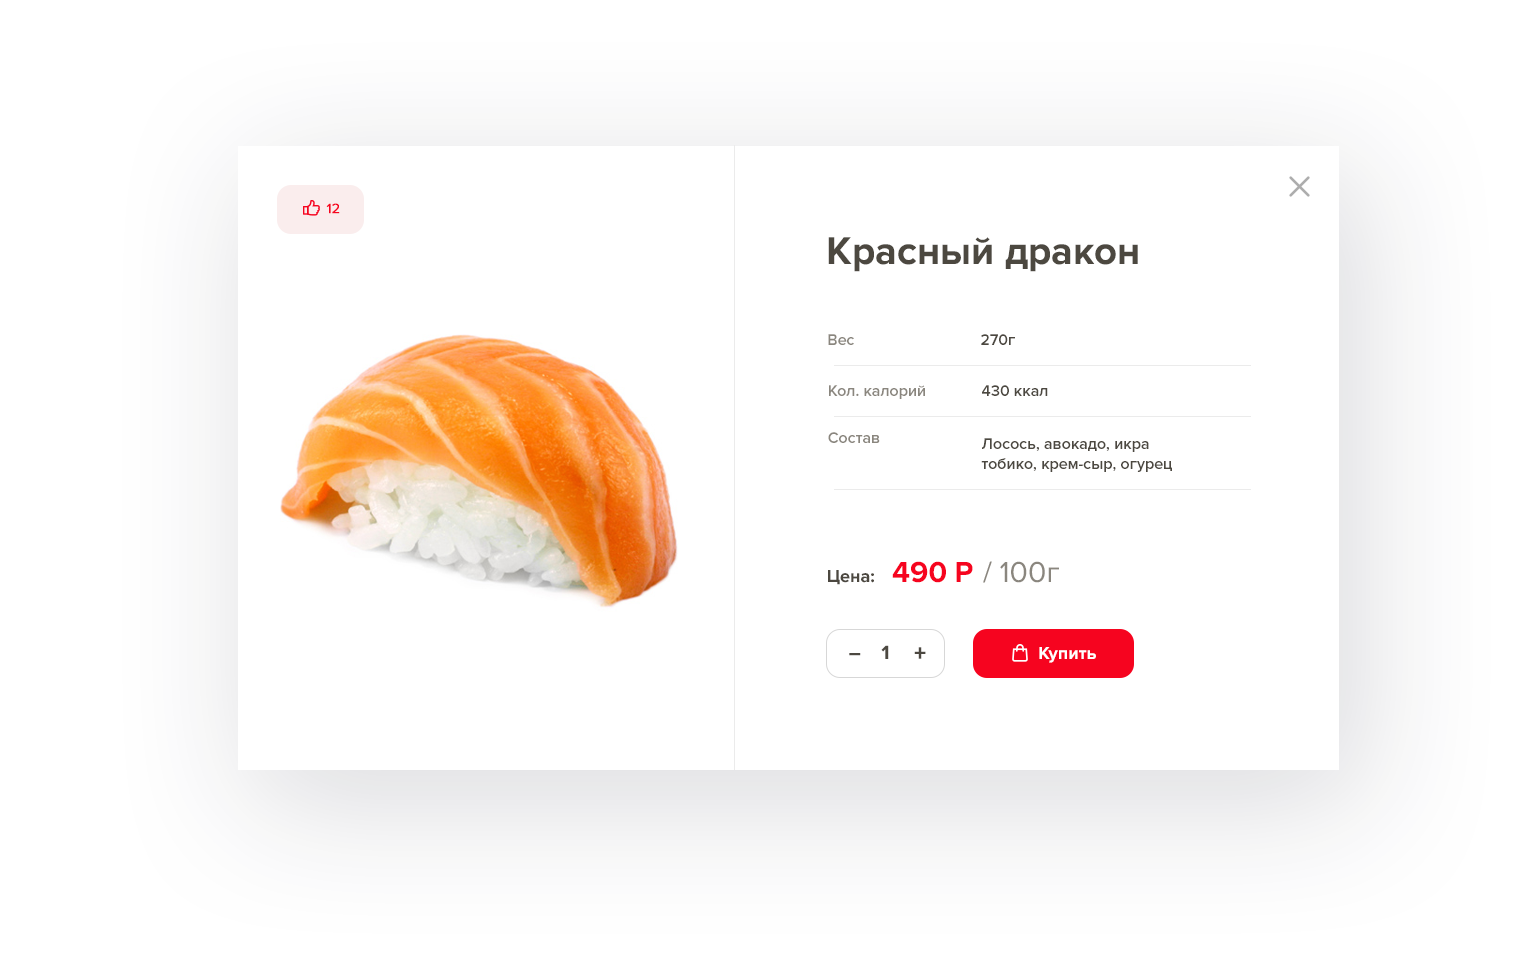 12
Красный дракон
Вес 270г
Кол. калорий 430 ккал
Состав Лосось, авокадо, икра
тобико, крем-сыр, огурец
Цена: 490 Р / 100г
– 1 + Купить